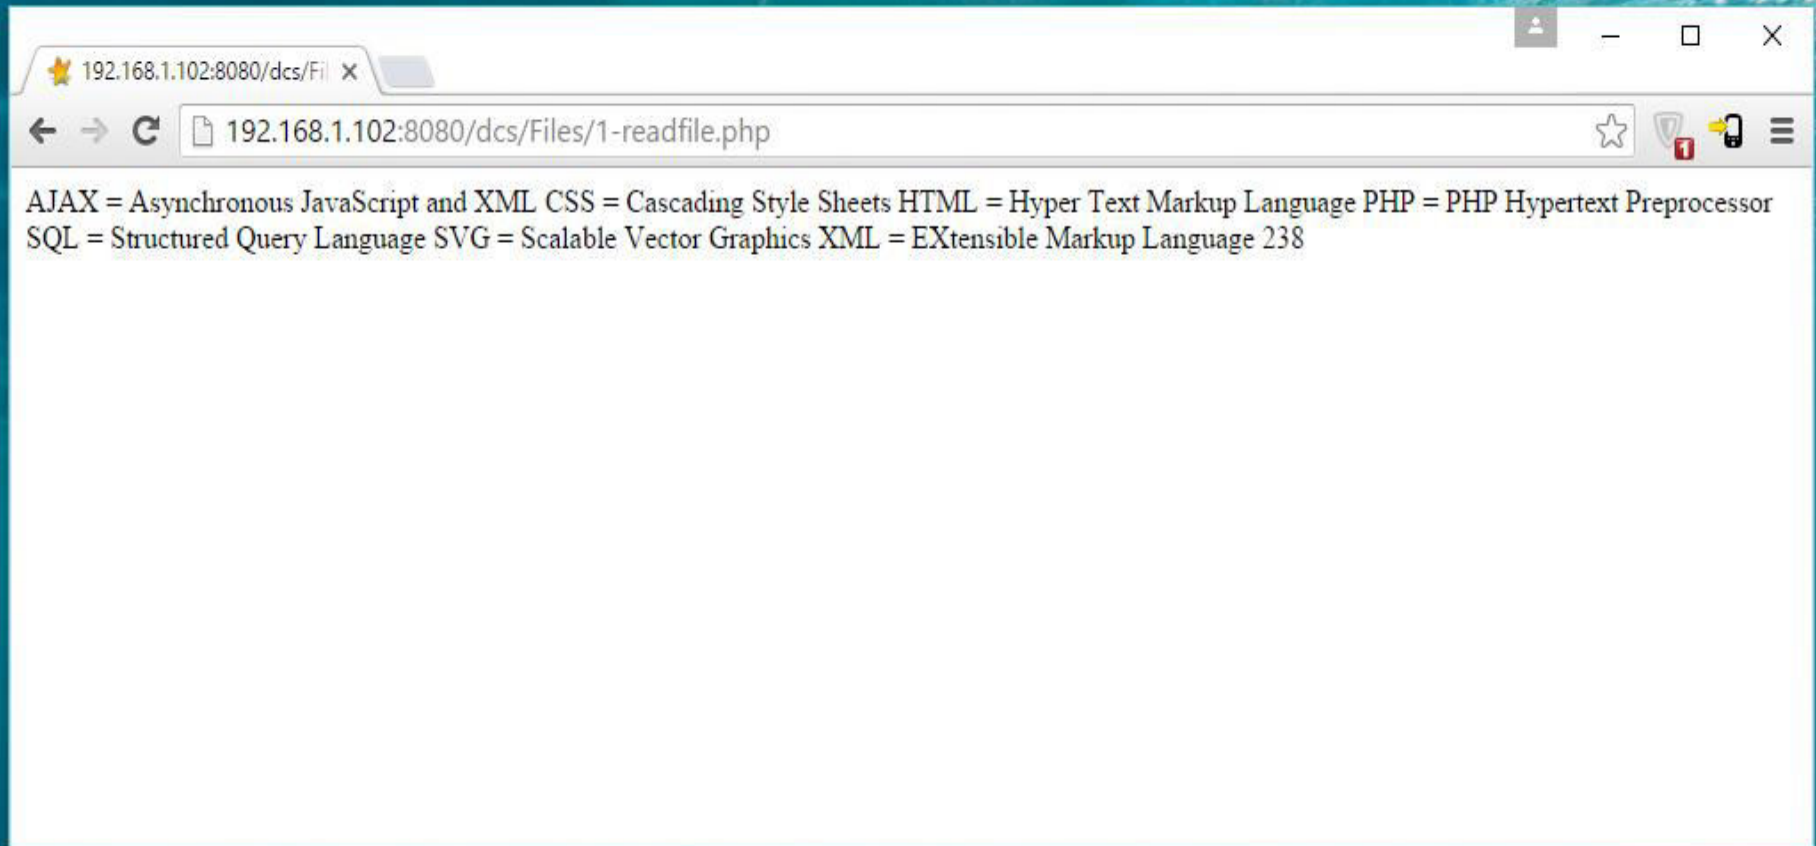 192.168.1.102:8080/dcs/Fi
192.168.1.102:8080/dcs/Files/1-readfile.php
1
AJAX = Asynchronous JavaScript and XML CSS = Cascading Style Sheets HTML = Hyper Text Markup Language PHP = PHP Hypertext Preprocessor
SQL = Structured Query Language SVG = Scalable Vector Graphics XML = EXtensible Markup Language 238